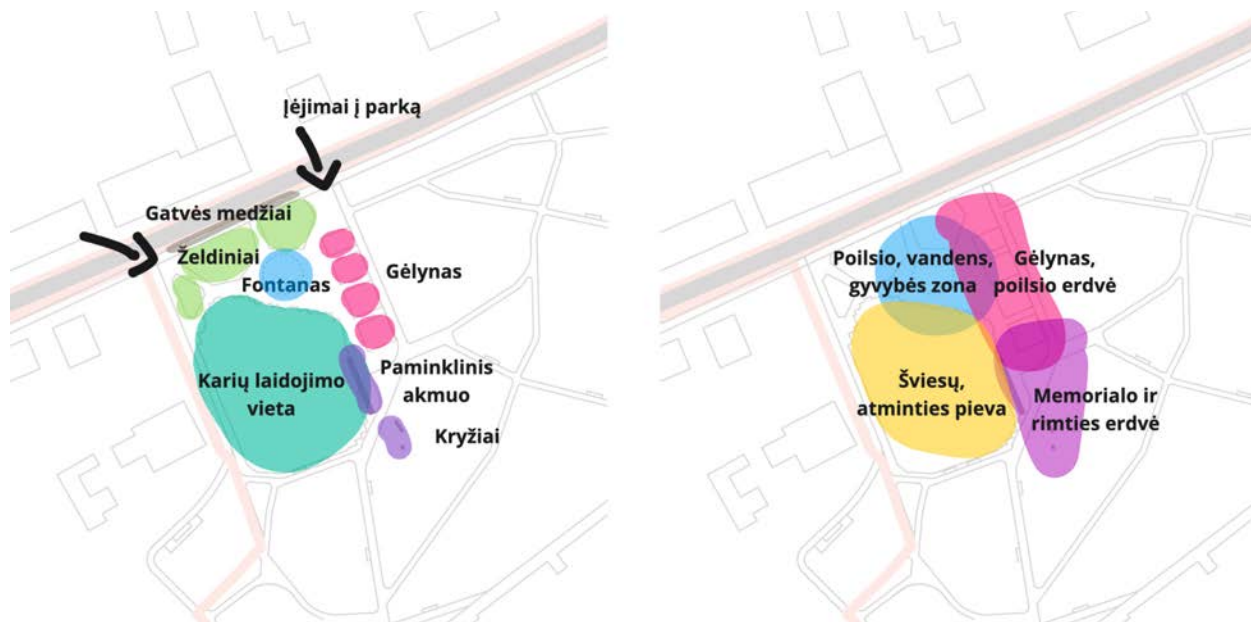 Įėjimai į parką
Gatvės medžiai
Želdiniai
Fontanas
Gėlynas
Karių laidojimo
vieta
Paminklinis
akmuo
Kryžiai
Poilsio, vandens,
gyvybės zona
Gėlynas,
poilsio erdvė
Šviesų,
atminties pieva
Memorialo ir
rimties erdvė